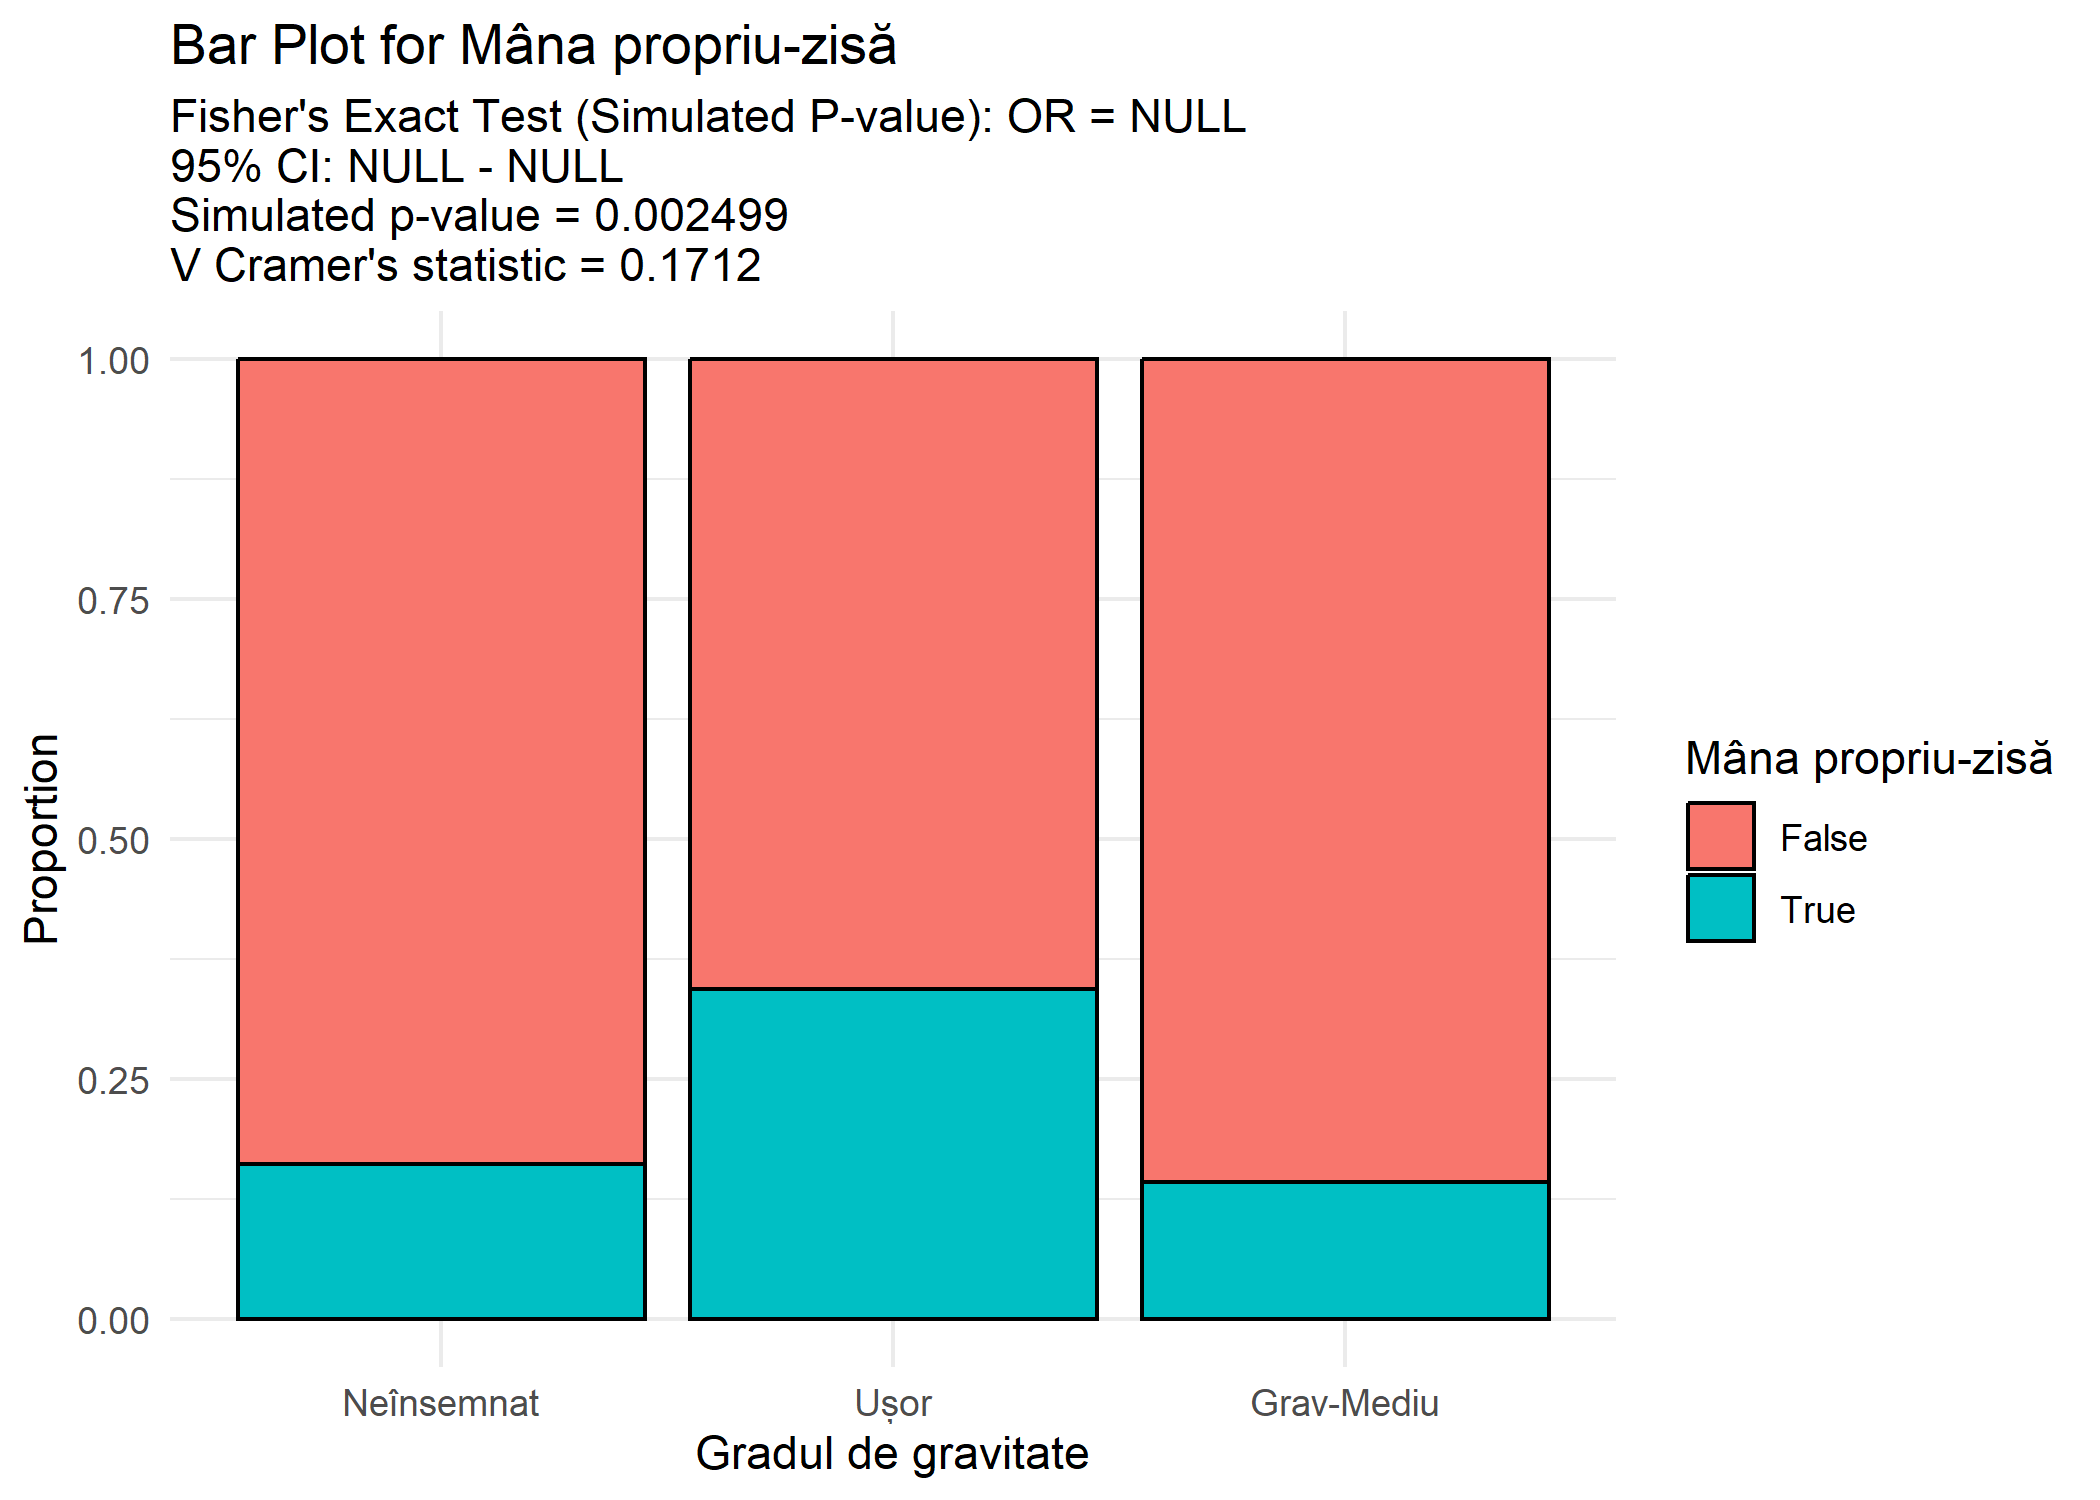 Bar Plot for Mâna propriu-zisă
Fisher's Exact Test (Simulated P-value): OR = NULL
95% CI: NULL - NULL
Simulated p-value = 0.002499
V Cramer's statistic = 0.1712
1.00
0.75
0.50
0.25
0.00
Proportion
Neînsemnat
Ușor
Grav-Mediu
Gradul de gravitate
Mâna propriu-zisă
False
True